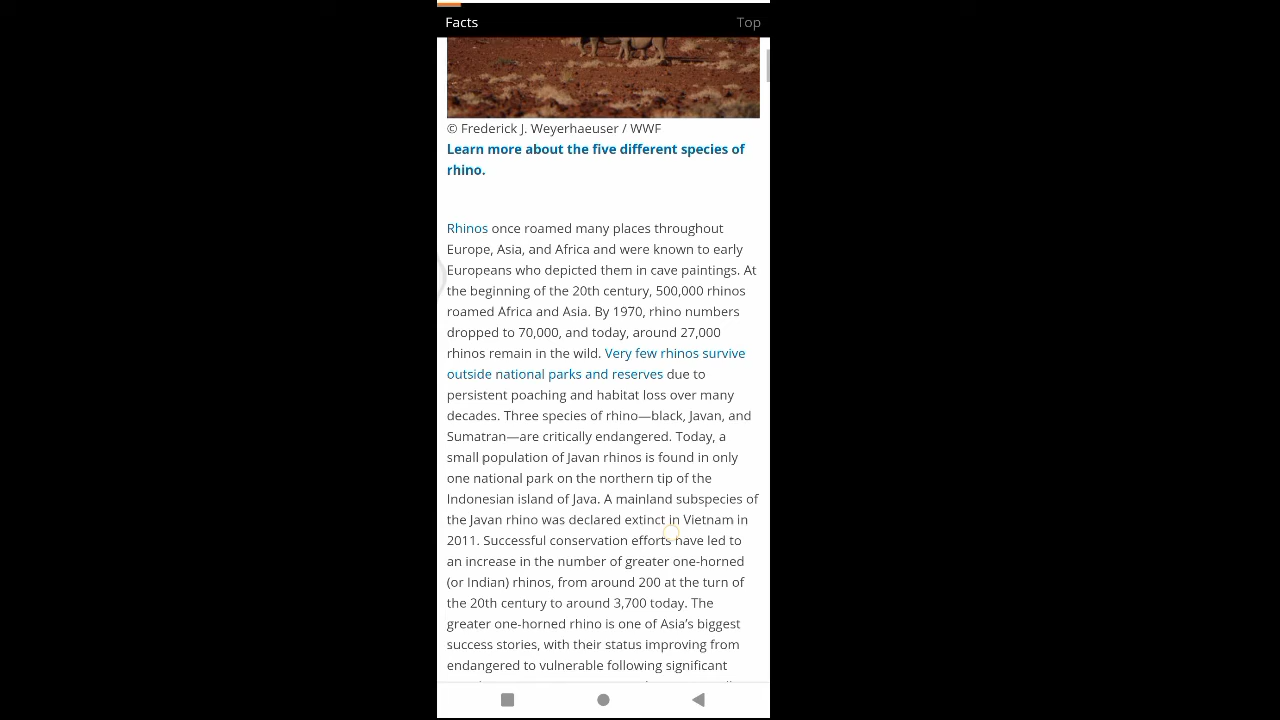 Facts Top
© Frederick J. Weyerhaeuser / WWF
Learn more about the five different species of
rhino.
Rhinos once roamed many places throughout
Europe, Asia, and Africa and were known to early
Europeans who depicted them in cave paintings. At
the beginning of the 20th century, 500,000 rhinos
roamed Africa and Asia. By 1970, rhino numbers
dropped to 70,000, and today, around 27,000
rhinos remain in the wild. Very few rhinos survive
outside national parks and reserves due to
persistent poaching and habitat loss over many
decades. Three species of rhino—black, Javan, and
Sumatran—are critically endangered. Today, a
small population of Javan rhinos is found in only
one national park on the northern tip of the
Indonesian island of Java. A mainland subspecies of
the Javan rhino was declared extinct in Vietnam in
2011. Successful conservation efforts have led to
an increase in the number of greater one-horned
(or Indian) rhinos, from around 200 at the turn of
the 20th century to around 3,700 today. The
greater one-horned rhino is one of Asia’s biggest
success stories, with their status improving from
endangered to vulnerable following significant